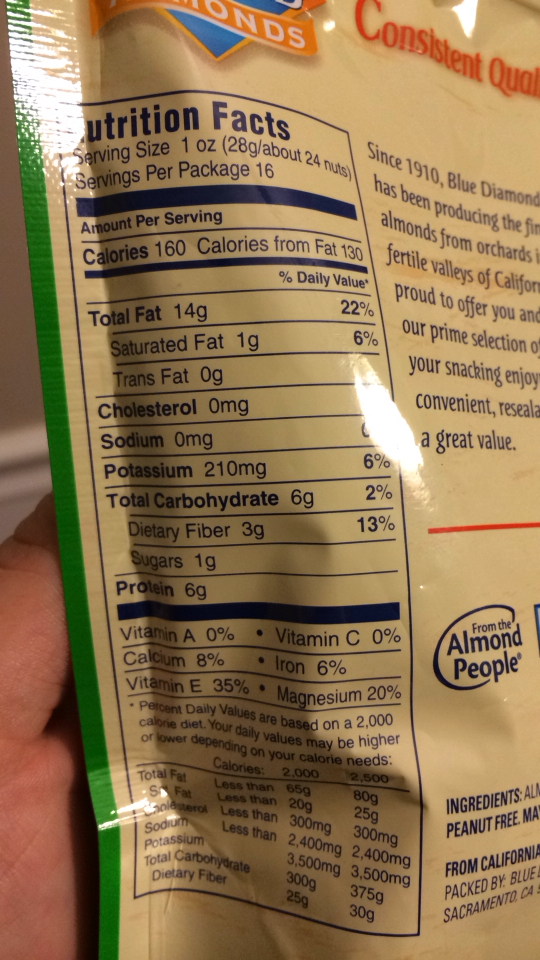 MONDS
Consistent
Nutrition Facts
Serving Size 1 oz (28g/about 24 nuts)
Servings Per Package 16
Amount Per Serving
Calories 160 Calories from Fat 130
% Daily Value*
Total Fat 14g 22%
Saturated Fat 1g 6%
Trans Fat 0g
Cholesterol 0mg
Sodium 0mg
Potassium 210mg 6%
Total Carbohydrate 6g 2%
Dietary Fiber 3g 13%
Sugars 1g
Protein 6g
Vitamin A 0% • Vitamin C 0%
Calcium 8% • Iron 6%
Vitamin E 35% • Magnesium 20%
* Percent Daily Values are based on a 2,000
calorie diet. Your daily values may be higher
or lower depending on your calorie needs:
Calories: 2,000 2,500
Total Fat Less than 65g 80g
Sat Fat Less than 20g 25g
Cholesterol Less than 300mg 300mg
Sodium Less than 2,400mg 2,400mg
Potassium 3,500mg 3,500mg
Total Carbohydrate 300g 375g
Dietary Fiber 25g 30g
Since 1910, Blue Diamond
has been producing the
almonds from orchards
fertile valleys of
proud to offer you and
our prime selection of
your snacking
convenient,
a great value.
From the
Almond
People®
INGREDIENTS:
PEANUT FREE.
FROM CALIFORNIA
PACKED BY: BLUE
SACRAMENTO, CA